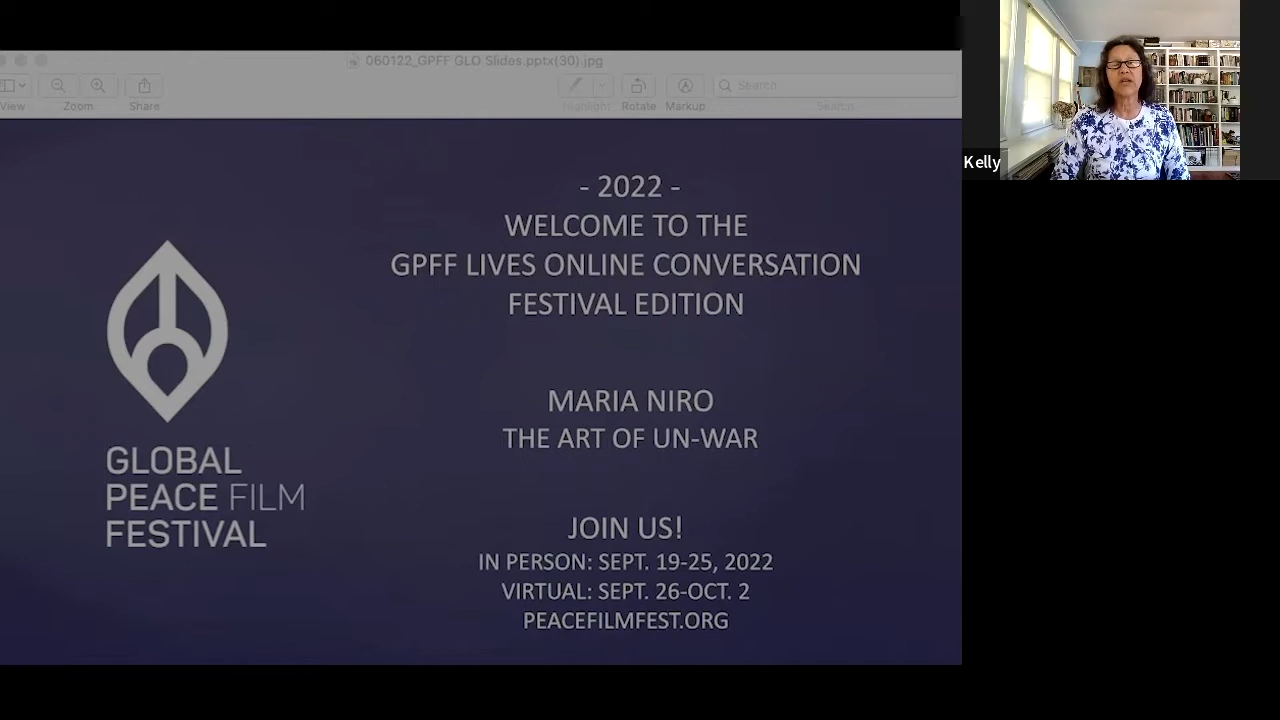 060122_GPFF GLO Slides.pptx(30).jpg
View
Zoom
Share
Highlight
Rotate
Markup
Search
Search
Kelly
- 2022 -
WELCOME TO THE
GPFF LIVES ONLINE CONVERSATION
FESTIVAL EDITION
MARIA NIRO
THE ART OF UN-WAR
JOIN US!
IN PERSON: SEPT. 19-25, 2022
VIRTUAL: SEPT. 26-OCT. 2
PEACEFILMFEST.ORG
GLOBAL
PEACE FILM
FESTIVAL